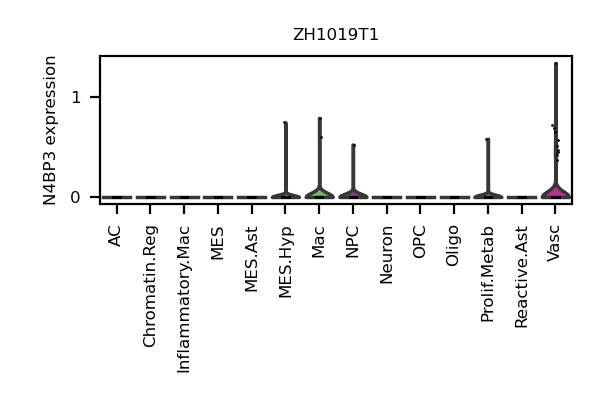 ZH1019T1
N4BP3 expression
1
0
AC
Chromatin.Reg
Inflammatory.Mac
MES
MES.Ast
MES.Hyp
Mac
NPC
Neuron
OPC
Oligo
Prolif.Metab
Reactive.Ast
Vasc